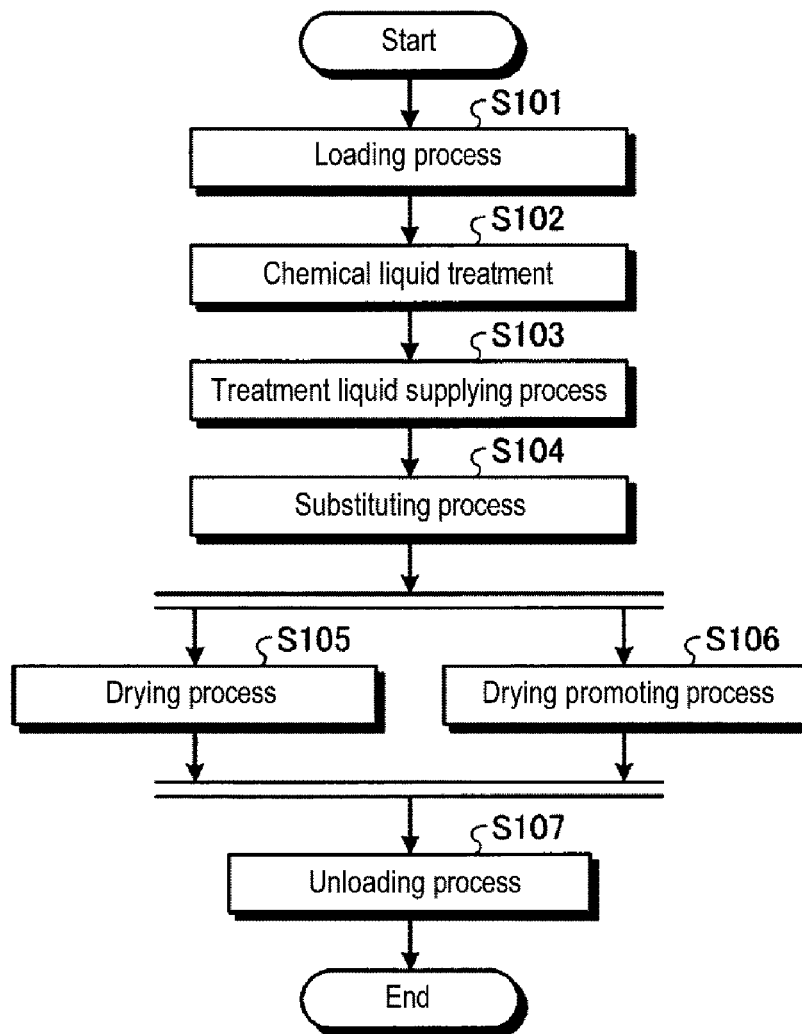 Start
S101
Loading process
S102
Chemical liquid treatment
S103
Treatment liquid supplying process
S104
Substituting process
S105
Drying process
S106
Drying promoting process
S107
Unloading process
End